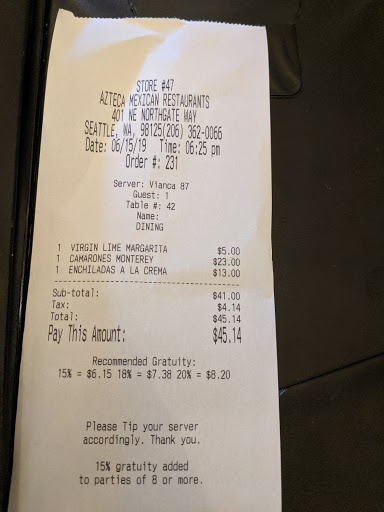 STORE #47
AZTECA MEXICAN RESTAURANTS
401 NE NORTHGATE WAY
SEATTLE, WA, 98125(206) 362-0066
Date: 06/15/19 Time: 06:25 pm
Order #: 231
Server: Vianca 87
Guest: 1
Table #: 42
Name:
DINING
1 VIRGIN LIME MARGARITA $5.00
1 CAMARONES MONTEREY $23.00
1 ENCHILADAS A LA CREMA $13.00
Sub-total: $41.00
Tax: $4.14
Total: $45.14
Pay This Amount: $45.14
Recommended Gratuity:
15% = $6.15 18% = $7.38 20% = $8.20
Please Tip your server
accordingly. Thank you.
15% gratuity added
to parties of 8 or more.